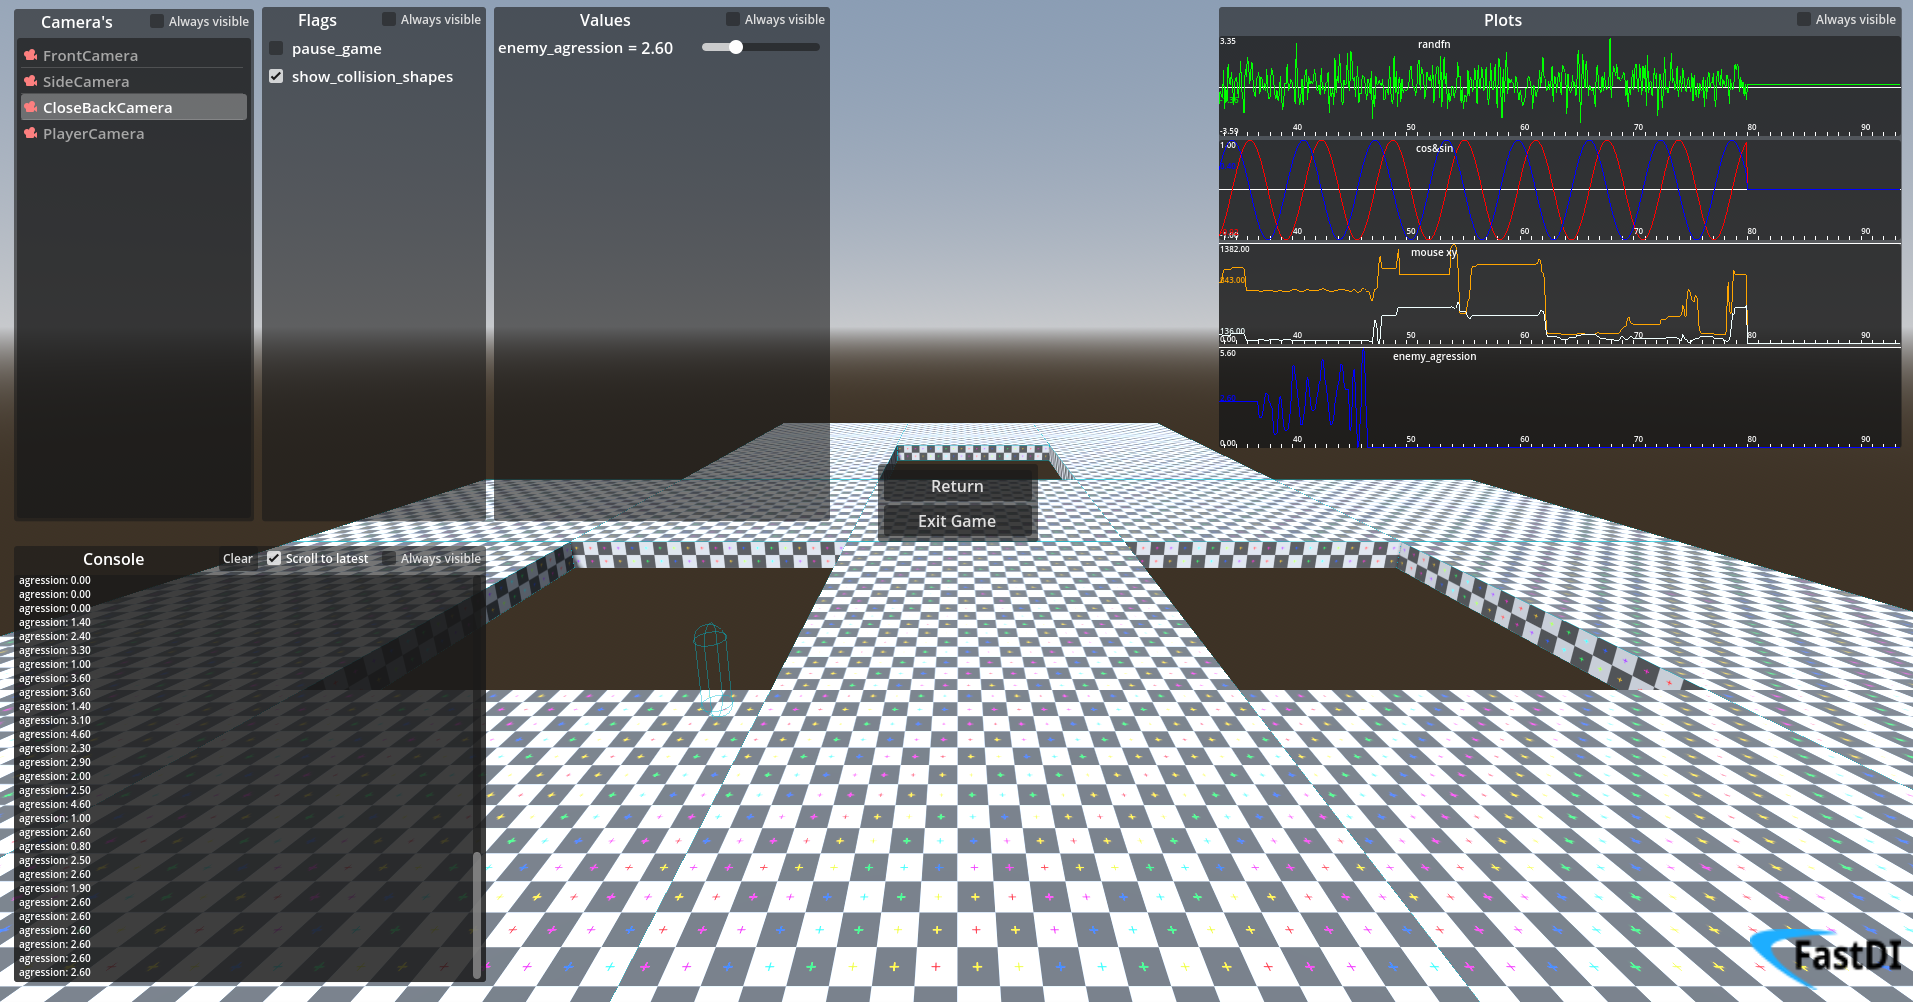 Camera's
Always visible
FrontCamera
SideCamera
CloseBackCamera
PlayerCamera
Flags
Always visible
pause_game
show_collision_shapes
Values
Always visible
enemy_agression = 2.60
Plots
Always visible
3.35
randfn
-3.59
40 50 60 70 80 90
1.00
cos&sin
40 50 60 70 80 90
1382.00
mouse xy
843.00
136.00
0.00
40 50 60 70 80 90
5.60
enemy_agression
0.00
40 50 60 70 80 90
Return
Exit Game
Console
Clear
Scroll to latest
Always visible
agression: 0.00
agression: 0.00
agression: 0.00
agression: 1.40
agression: 2.40
agression: 3.30
agression: 1.00
agression: 3.60
agression: 3.60
agression: 1.40
agression: 3.10
agression: 4.60
agression: 2.30
agression: 2.90
agression: 2.00
agression: 2.50
agression: 4.60
agression: 1.00
agression: 2.60
agression: 0.80
agression: 2.50
agression: 2.60
agression: 1.90
agression: 2.60
agression: 2.60
agression: 2.60
agression: 2.60
agression: 2.60
agression: 2.60
FastDI